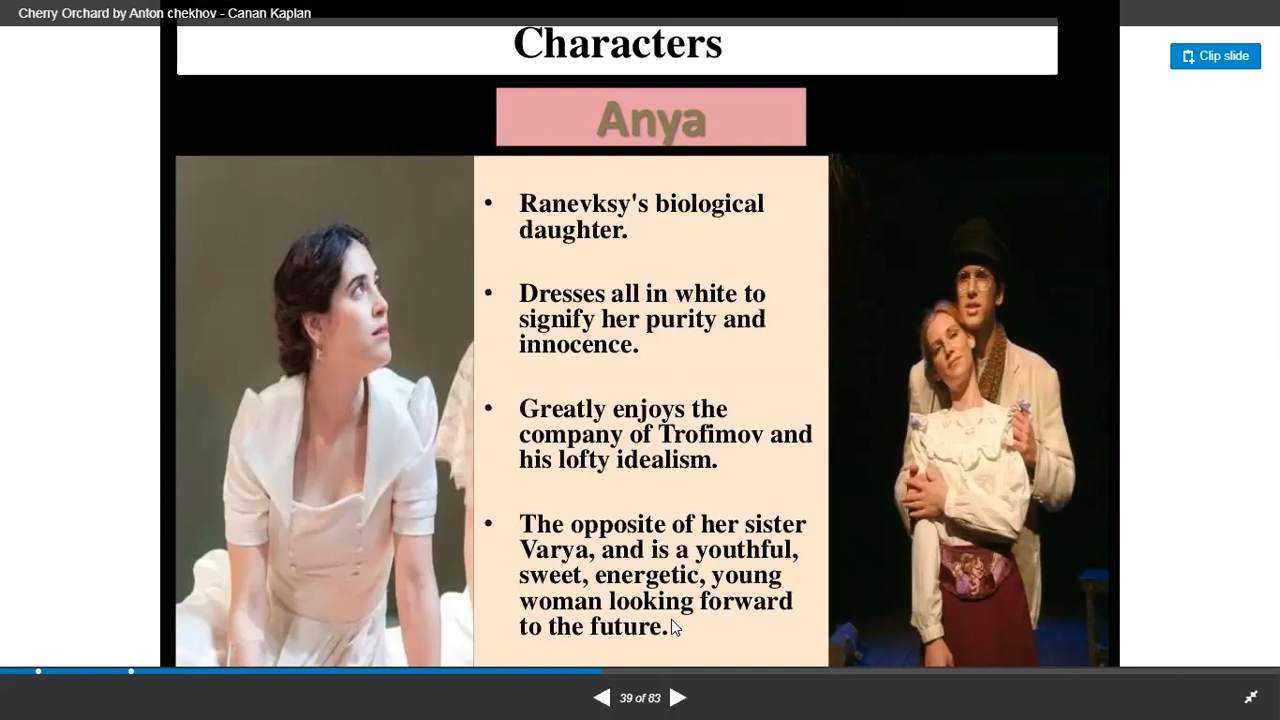 Cherry Orchard by Anton chekhov - Canan Kaplan
Clip slide
Characters
Anya
• Ranevksy's biological
daughter.
• Dresses all in white to
signify her purity and
innocence.
• Greatly enjoys the
company of Trofimov and
his lofty idealism.
• The opposite of her sister
Varya, and is a youthful,
sweet, energetic, young
woman looking forward
to the future.
39 of 83